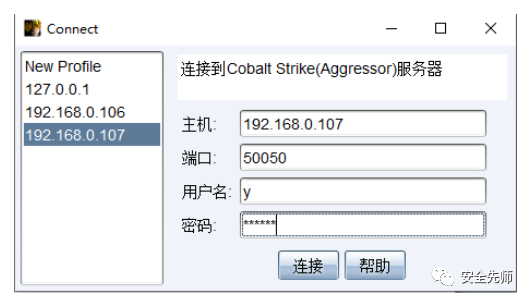 Connect
New Profile
127.0.0.1
192.168.0.106
192.168.0.107
连接到Cobalt Strike(Aggressor)服务器
主机: 192.168.0.107
端口: 50050
用户名: y
密码: ******
连接 帮助
安全先师